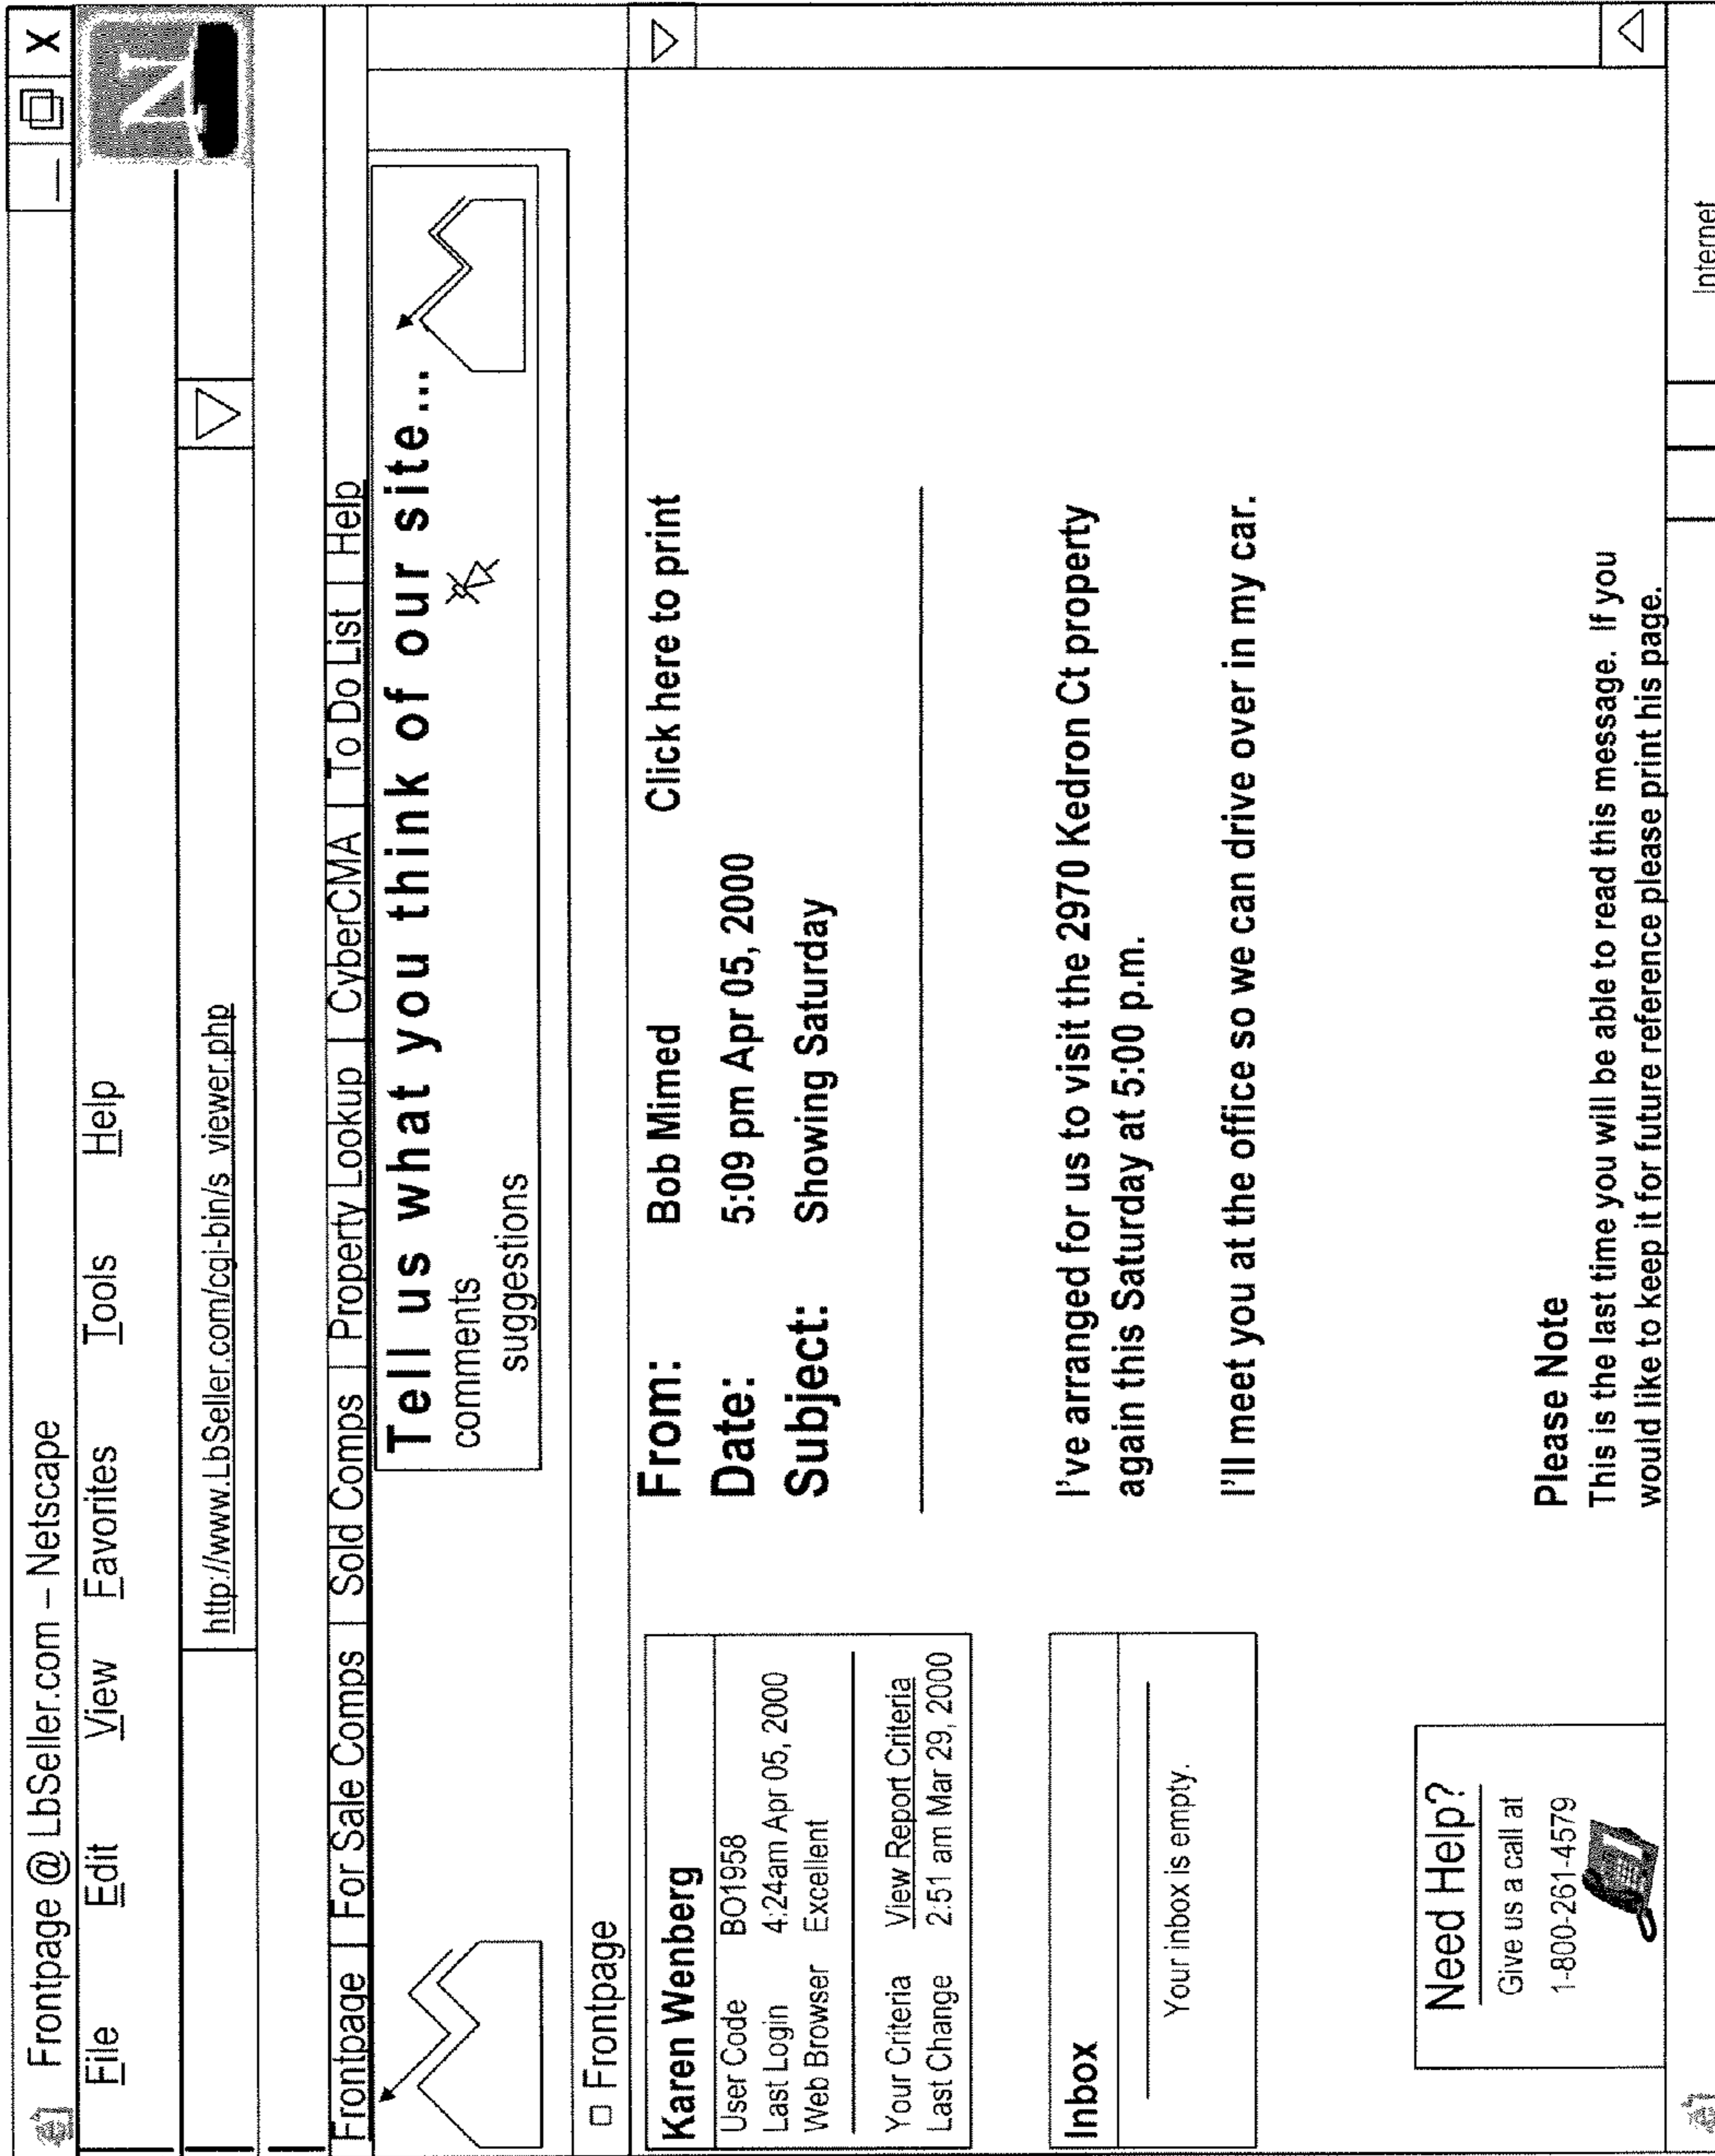 Frontpage @ LbSeller.com – Netscape
_ X
File Edit View Favorites Tools Help
N
http://www.LbSeller.com/cgi-bin/s_viewer.php
Frontpage For Sale Comps Sold Comps Property Lookup CyberCMA To Do List Help
Tell us what you think of our site...
comments
suggestions
Frontpage
Karen Wenberg
User Code BO1958
Last Login 4:24am Apr 05, 2000
Web Browser Excellent
Your Criteria View Report Criteria
Last Change 2:51 am Mar 29, 2000
Inbox
Your inbox is empty.
Need Help?
Give us a call at
1-800-261-4579
From: Bob Mimed Click here to print
Date: 5:09 pm Apr 05, 2000
Subject: Showing Saturday
I've arranged for us to visit the 2970 Kedron Ct property
again this Saturday at 5:00 p.m.
I'll meet you at the office so we can drive over in my car.
Please Note
This is the last time you will be able to read this message. If you
would like to keep it for future reference please print his page.
Internet